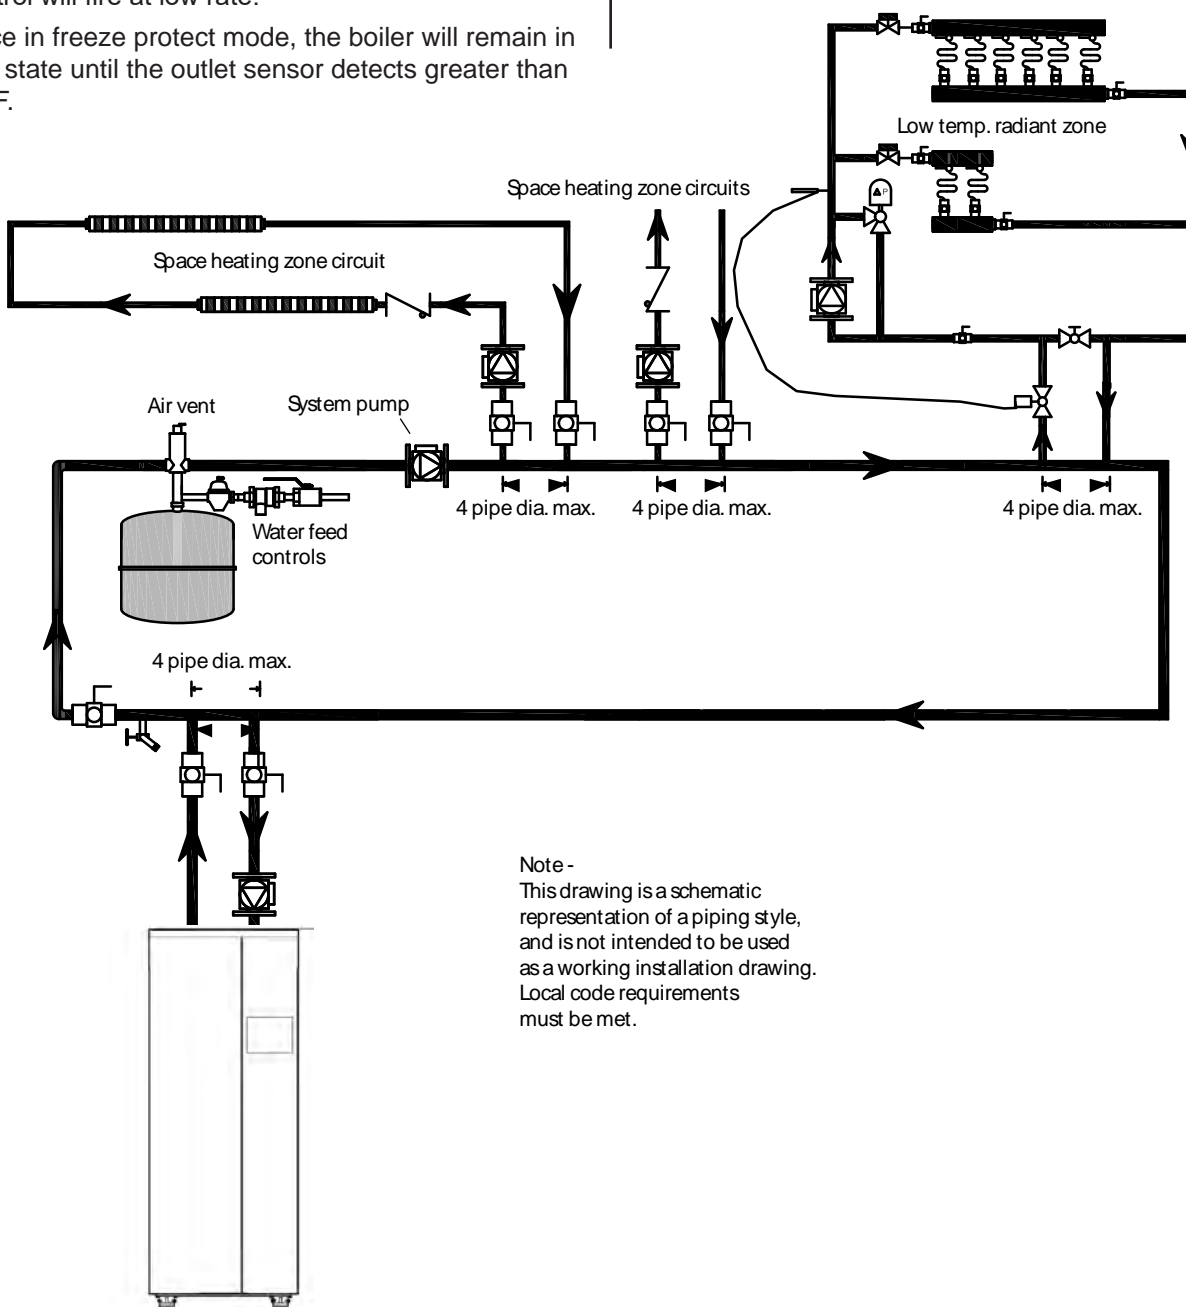 will fire at low rate.
in freeze protect mode, the boiler will remain in
state until the outlet sensor detects greater than
F.
Low temp. radiant zone
Space heating zone circuits
P
Space heating zone circuit
Air vent
System pump
4 pipe dia. max.
4 pipe dia. max.
4 pipe dia. max.
Water feed
controls
4 pipe dia. max.
Note -
This drawing is a schematic
representation of a piping style,
and is not intended to be used
as a working installation drawing.
Local code requirements
must be met.